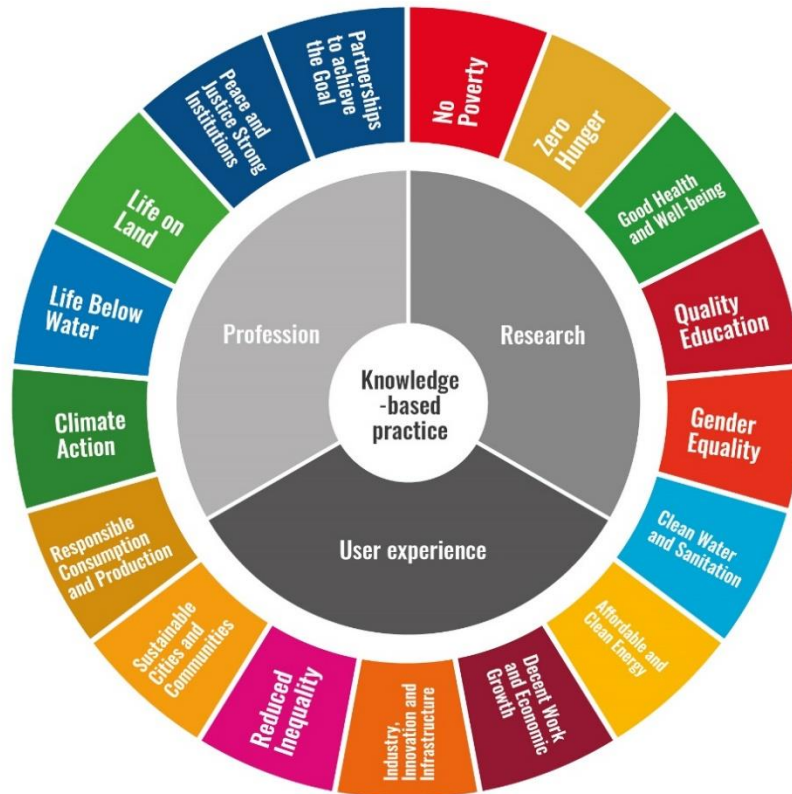 No
Poverty
Zero
Hunger
Good Health
and Well-being
Quality
Education
Gender
Equality
Clean Water
and Sanitation
Affordable and
Clean Energy
Decent Work
and Economic
Growth
Industry,
Innovation and
Infrastructure
Reduced
Inequality
Sustainable
Cities and
Communities
Responsible
Consumption
and Production
Climate
Action
Life Below
Water
Life on
Land
Peace and
Justice Strong
Institutions
Partnerships
to achieve
the Goal
Profession
Research
Knowledge
-based
practice
User experience